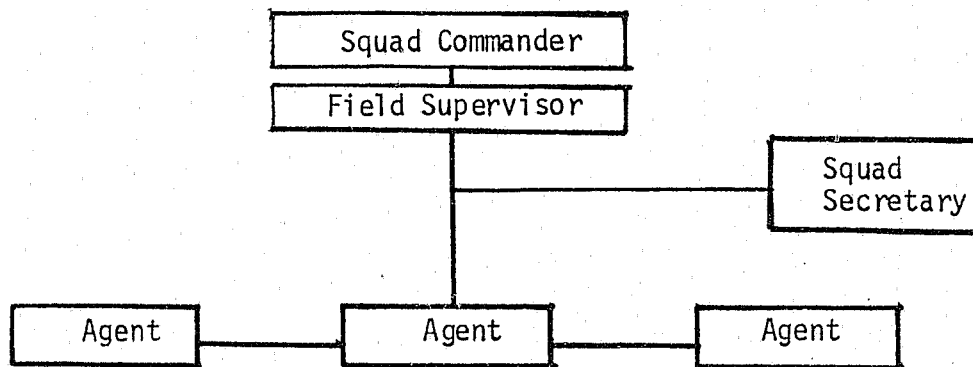 Squad Commander
Field Supervisor
Squad
Secretary
Agent
Agent
Agent